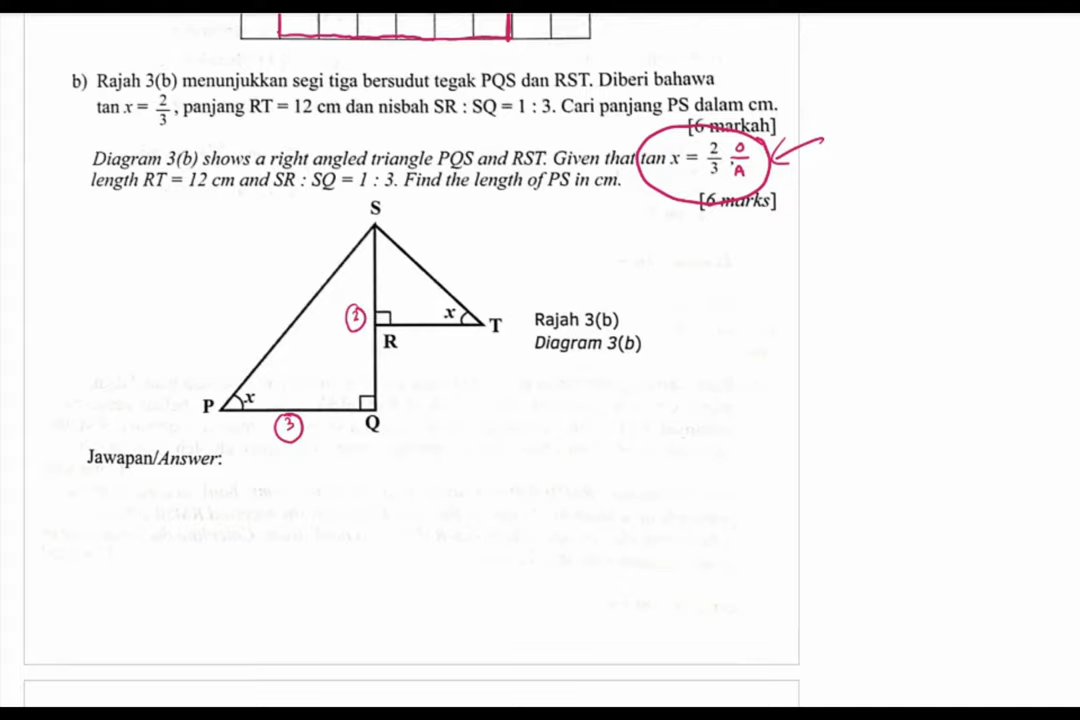 b) Rajah 3(b) menunjukkan segi tiga bersudut tegak PQS dan RST. Diberi bahawa
tan x = 2/3, panjang RT = 12 cm dan nisbah SR : SQ = 1 : 3. Cari panjang PS dalam cm.
[6 markah]
Diagram 3(b) shows a right angled triangle PQS and RST. Given that tan x = 2/3, O/A
length RT = 12 cm and SR : SQ = 1 : 3. Find the length of PS in cm.
[6 marks]
S
2
x
T
R
Rajah 3(b)
Diagram 3(b)
P
x
3
Q
Jawapan/Answer: